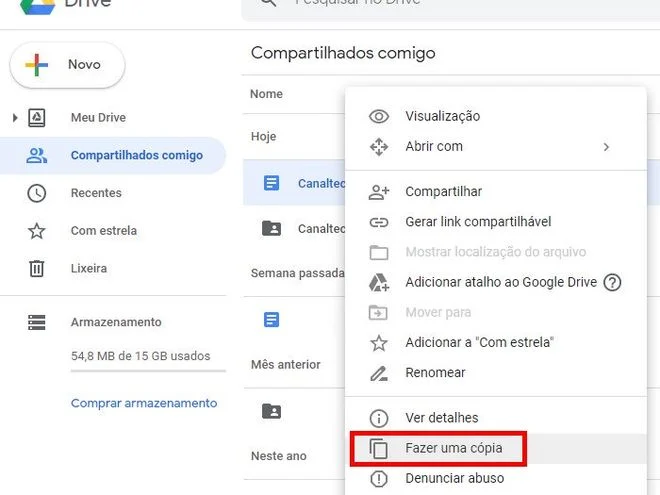 Drive
Pesquisar no Drive
Novo
Compartilhados comigo
Nome
Meu Drive
Hoje
Compartilhados comigo
Canaltec
Recentes
Canaltec
Com estrela
Lixeira
Semana passada
Armazenamento
54,8 MB de 15 GB usados
Mês anterior
Comprar armazenamento
Neste ano
Visualização
Abrir com
Compartilhar
Gerar link compartilhável
Mostrar localização do arquivo
Adicionar atalho ao Google Drive
Mover para
Adicionar a "Com estrela"
Renomear
Ver detalhes
Fazer uma cópia
Denunciar abuso